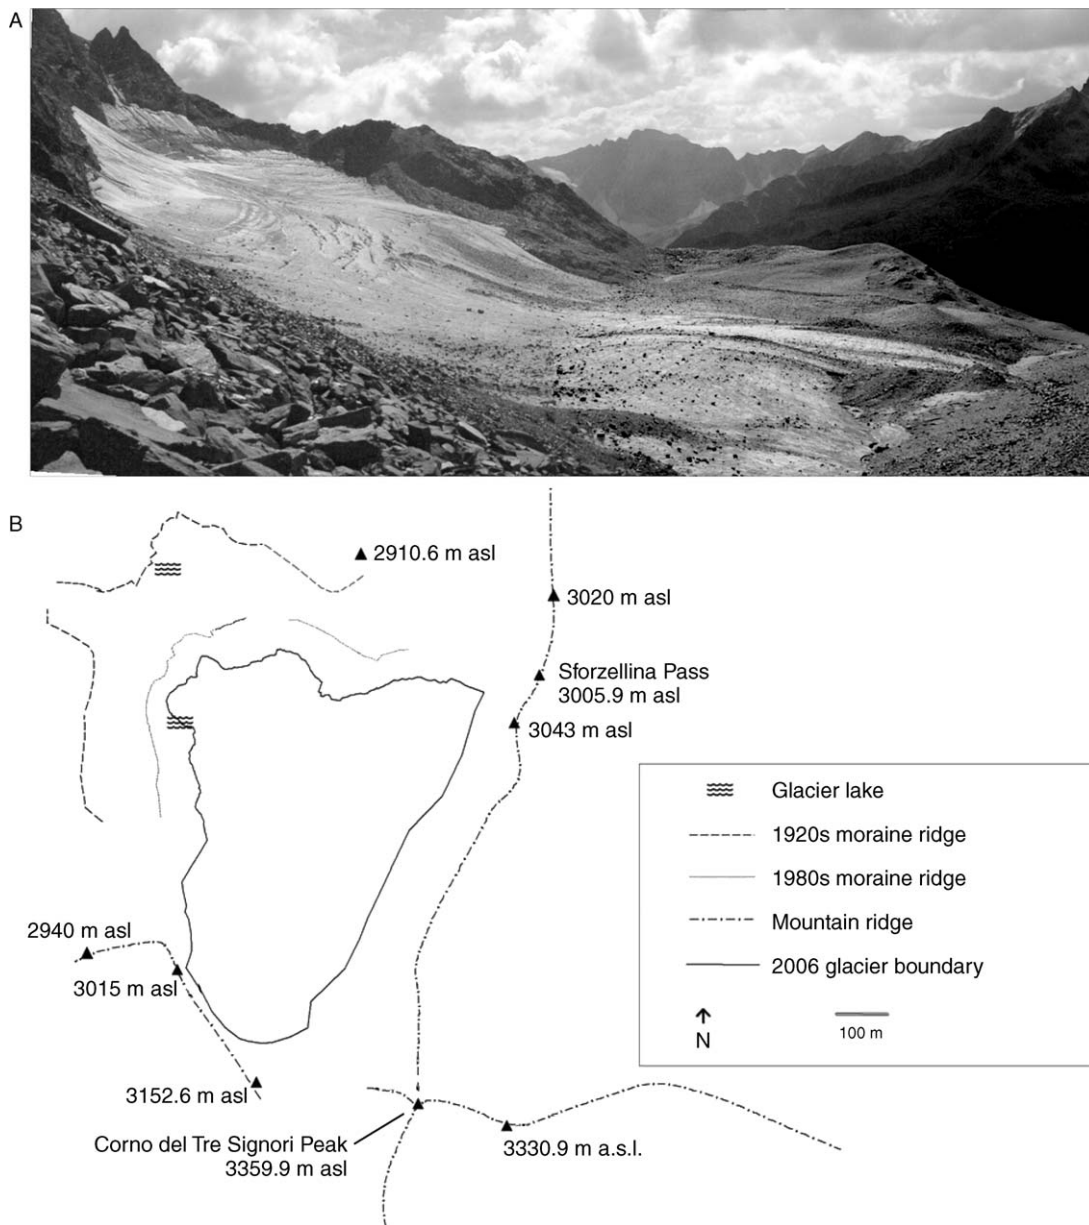 A
B
2910.6 m asl
3020 m asl
Sforzellina Pass
3005.9 m asl
3043 m asl
Glacier lake
1920s moraine ridge
1980s moraine ridge
Mountain ridge
2006 glacier boundary
N
100 m
2940 m asl
3015 m asl
3152.6 m asl
Corno del Tre Signori Peak
3359.9 m asl
3330.9 m a.s.l.